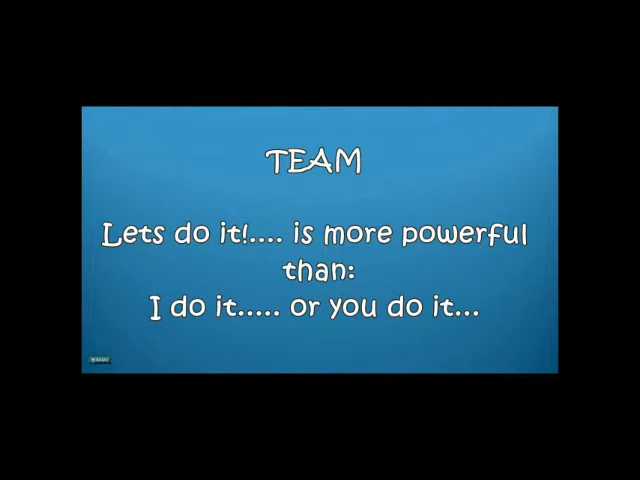 TEAM
Lets do it!.... is more powerful
than:
I do it..... or you do it...